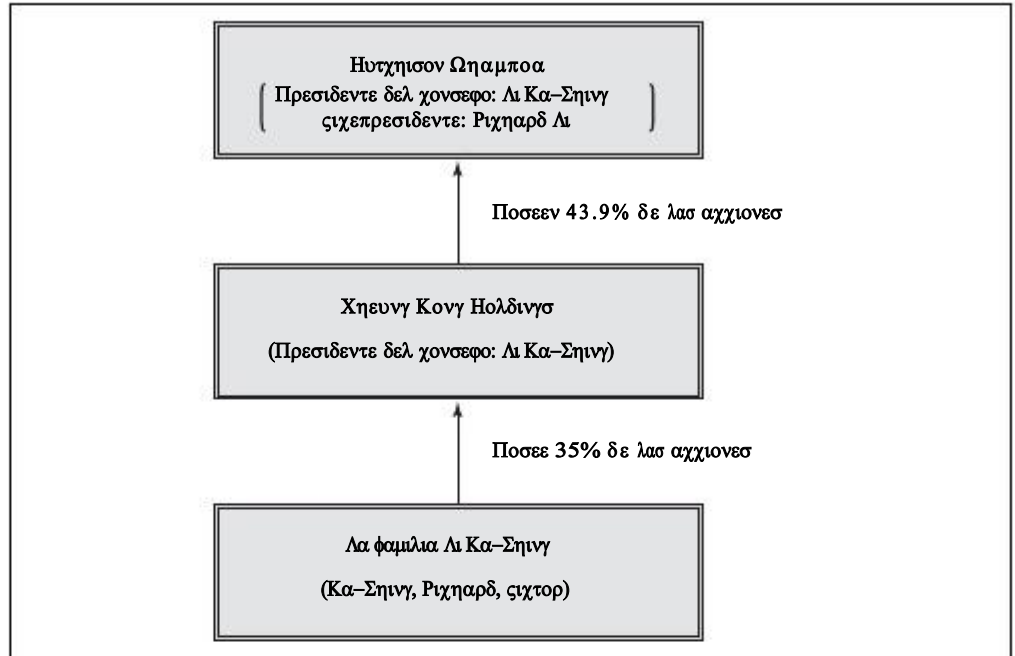 Ηυτχηισον Ωηαμποα
Πρεσιδεντε δελ χονσεφο: Λι Κα–Σηινγ
ςιχεπρεσιδεντε: Ριχηαρδ Λι
Ποσεεν 43.9% δε λασ αχχιονεσ
Χηευνγ Κονγ Ηολδινγσ
(Πρεσιδεντε δελ χονσεφο: Λι Κα–Σηινγ)
Ποσεε 35% δε λασ αχχιονεσ
Λα φαμιλια Λι Κα–Σηινγ
(Κα–Σηινγ, Ριχηαρδ, ςιχτορ)